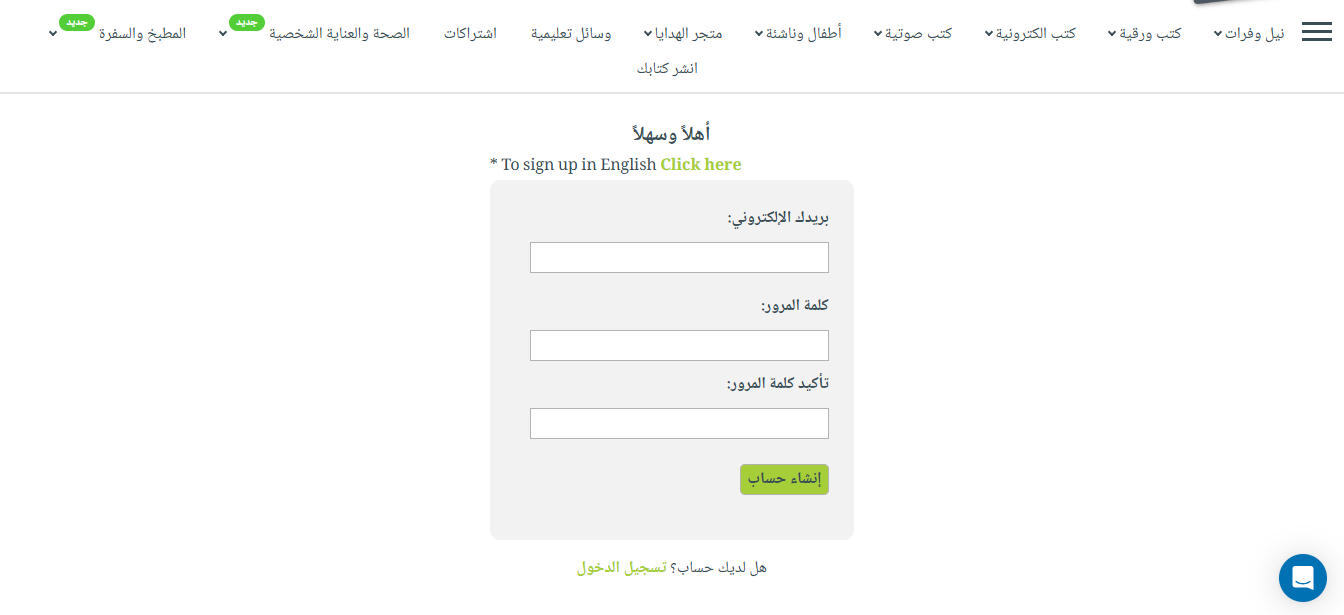 نيل وفرات كتب ورقية كتب الكترونية كتب صوتية أطفال وناشئة متجر الهدايا وسائل تعليمية اشتراكات الصحة والعناية الشخصية جديد المطبخ والسفرة جديد
انشر كتابك
أهلاً وسهلاً
* To sign up in English Click here
بريدك الإلكتروني:
كلمة المرور:
تأكيد كلمة المرور:
إنشاء حساب
هل لديك حساب؟ تسجيل الدخول